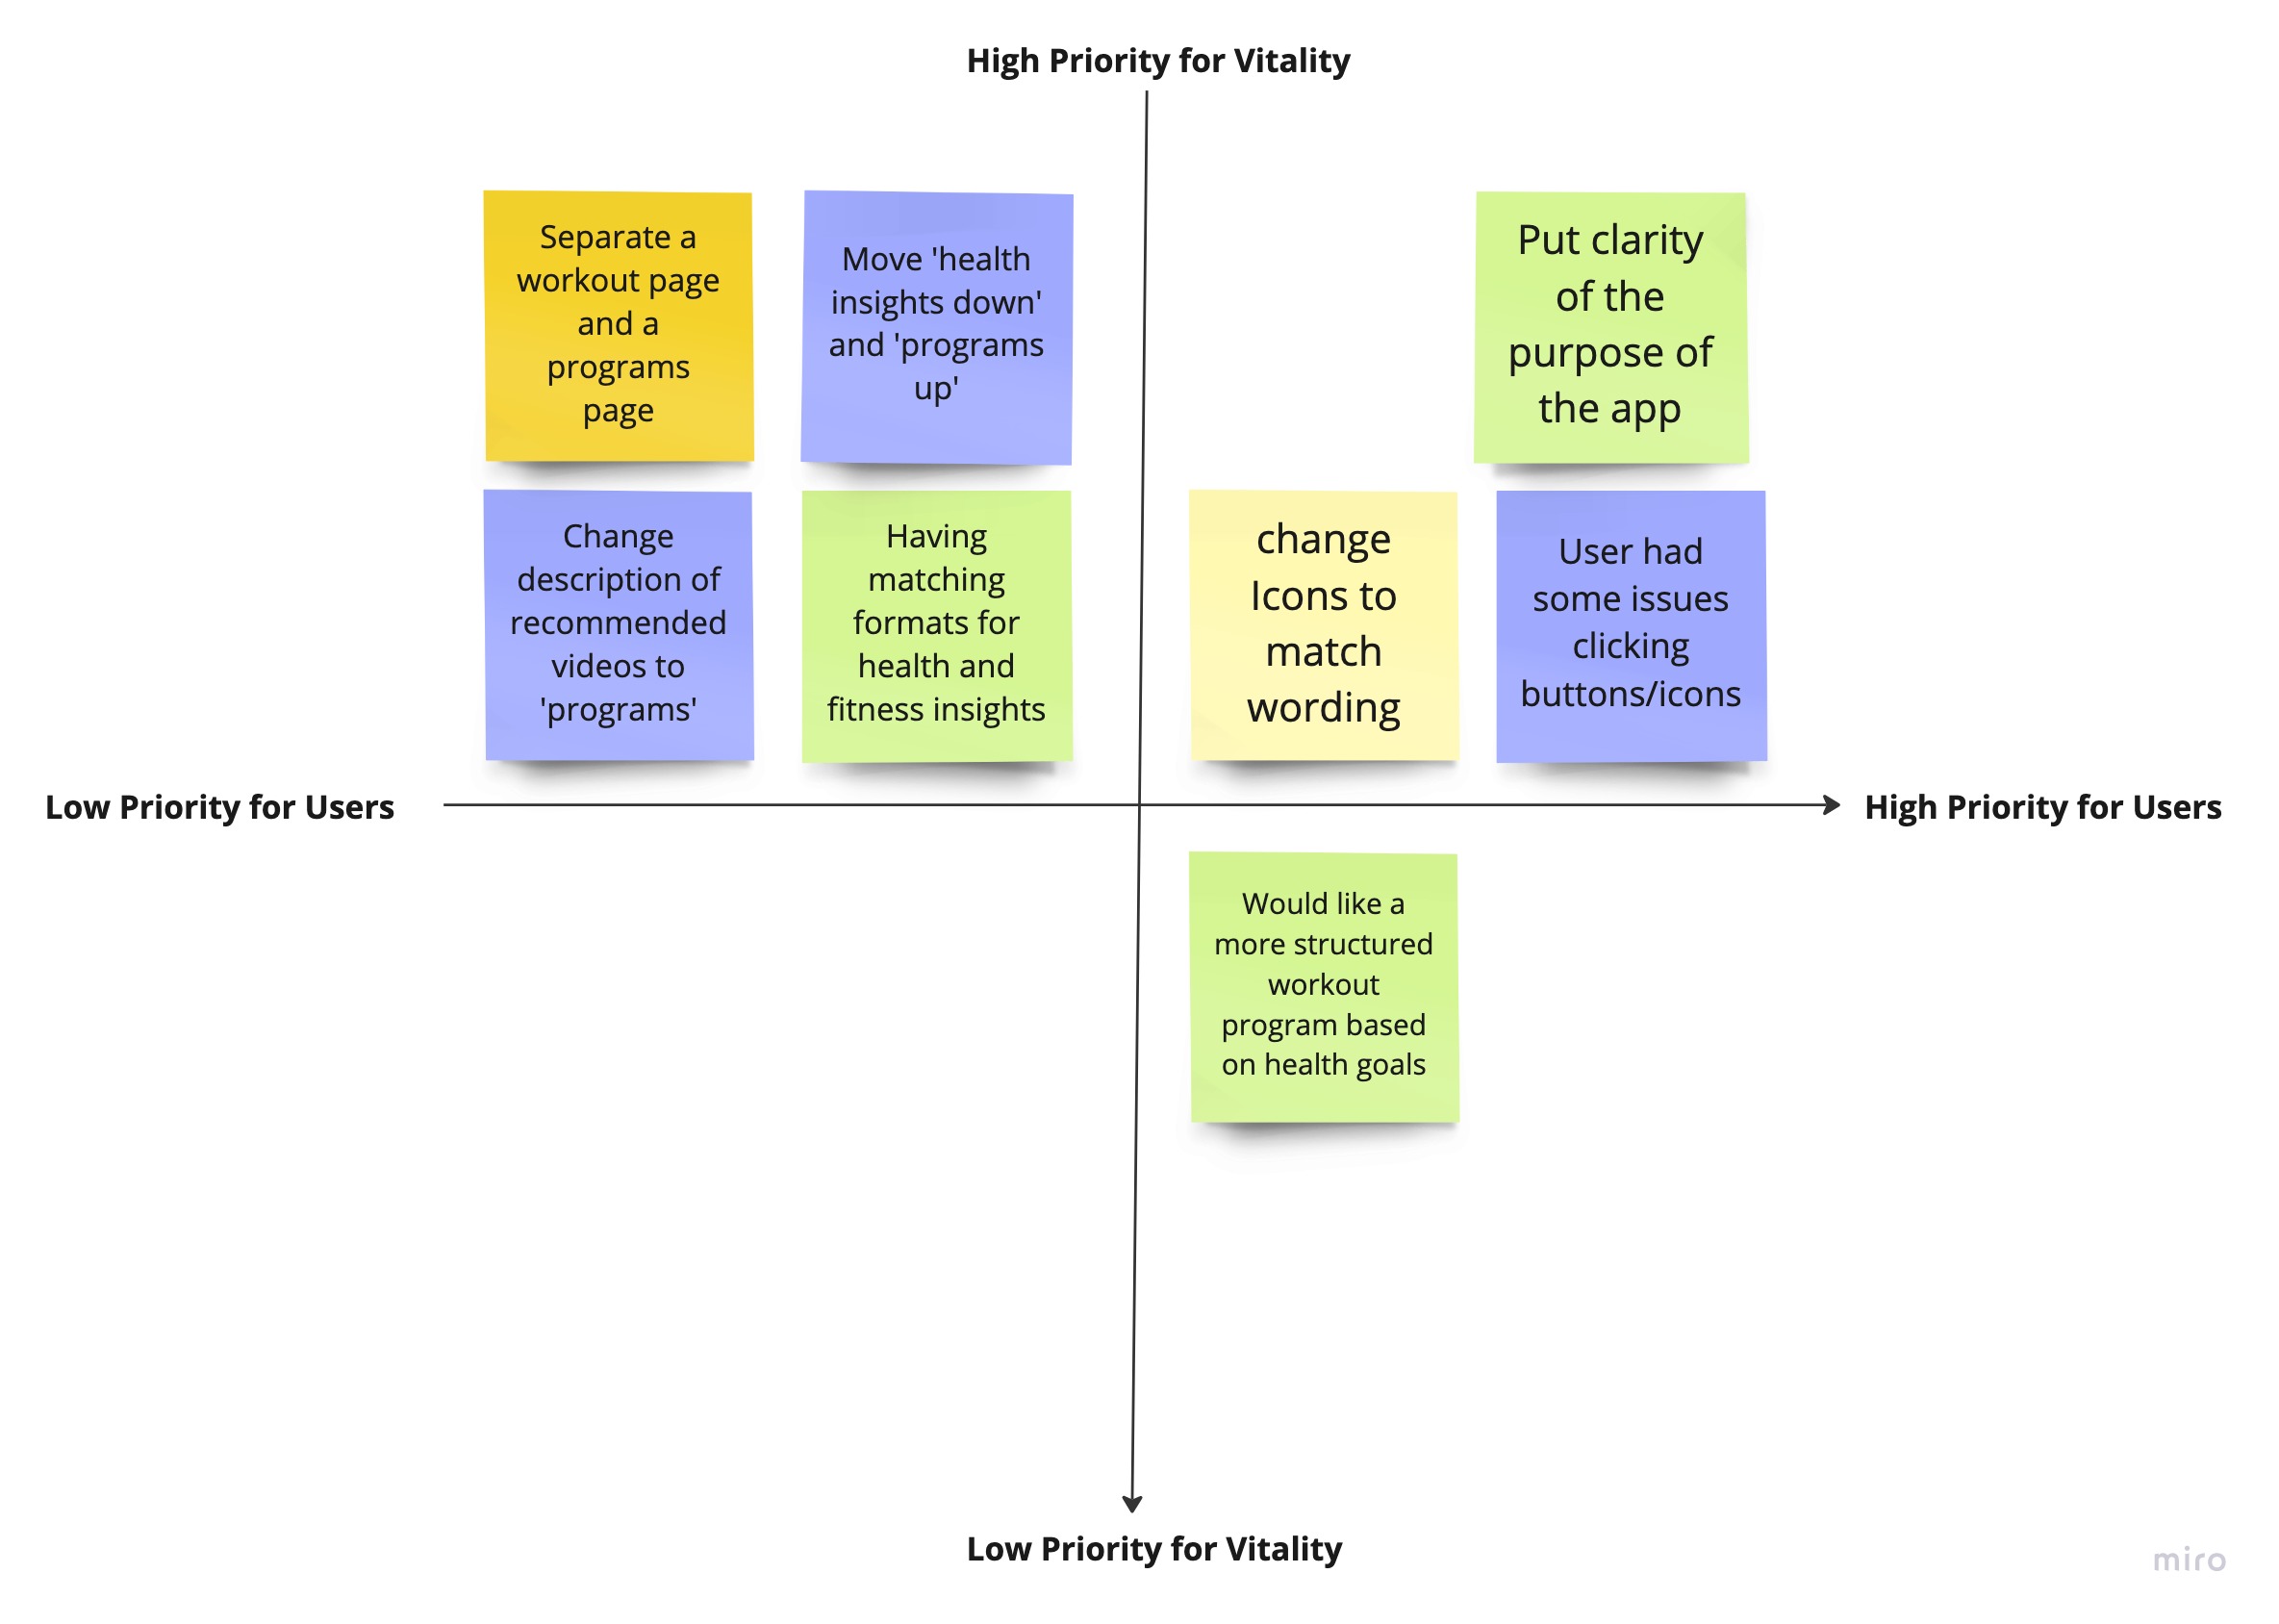 High Priority for Vitality
Separate a
workout page
and a
programs
page
Move 'health
insights down'
and 'programs
up'
Put clarity
of the
purpose of
the app
Change
description of
recommended
videos to
'programs'
Having
matching
formats for
health and
fitness insights
change
Icons to
match
wording
User had
some issues
clicking
buttons/icons
Low Priority for Users
High Priority for Users
Would like a
more structured
workout
program based
on health goals
Low Priority for Vitality
miro